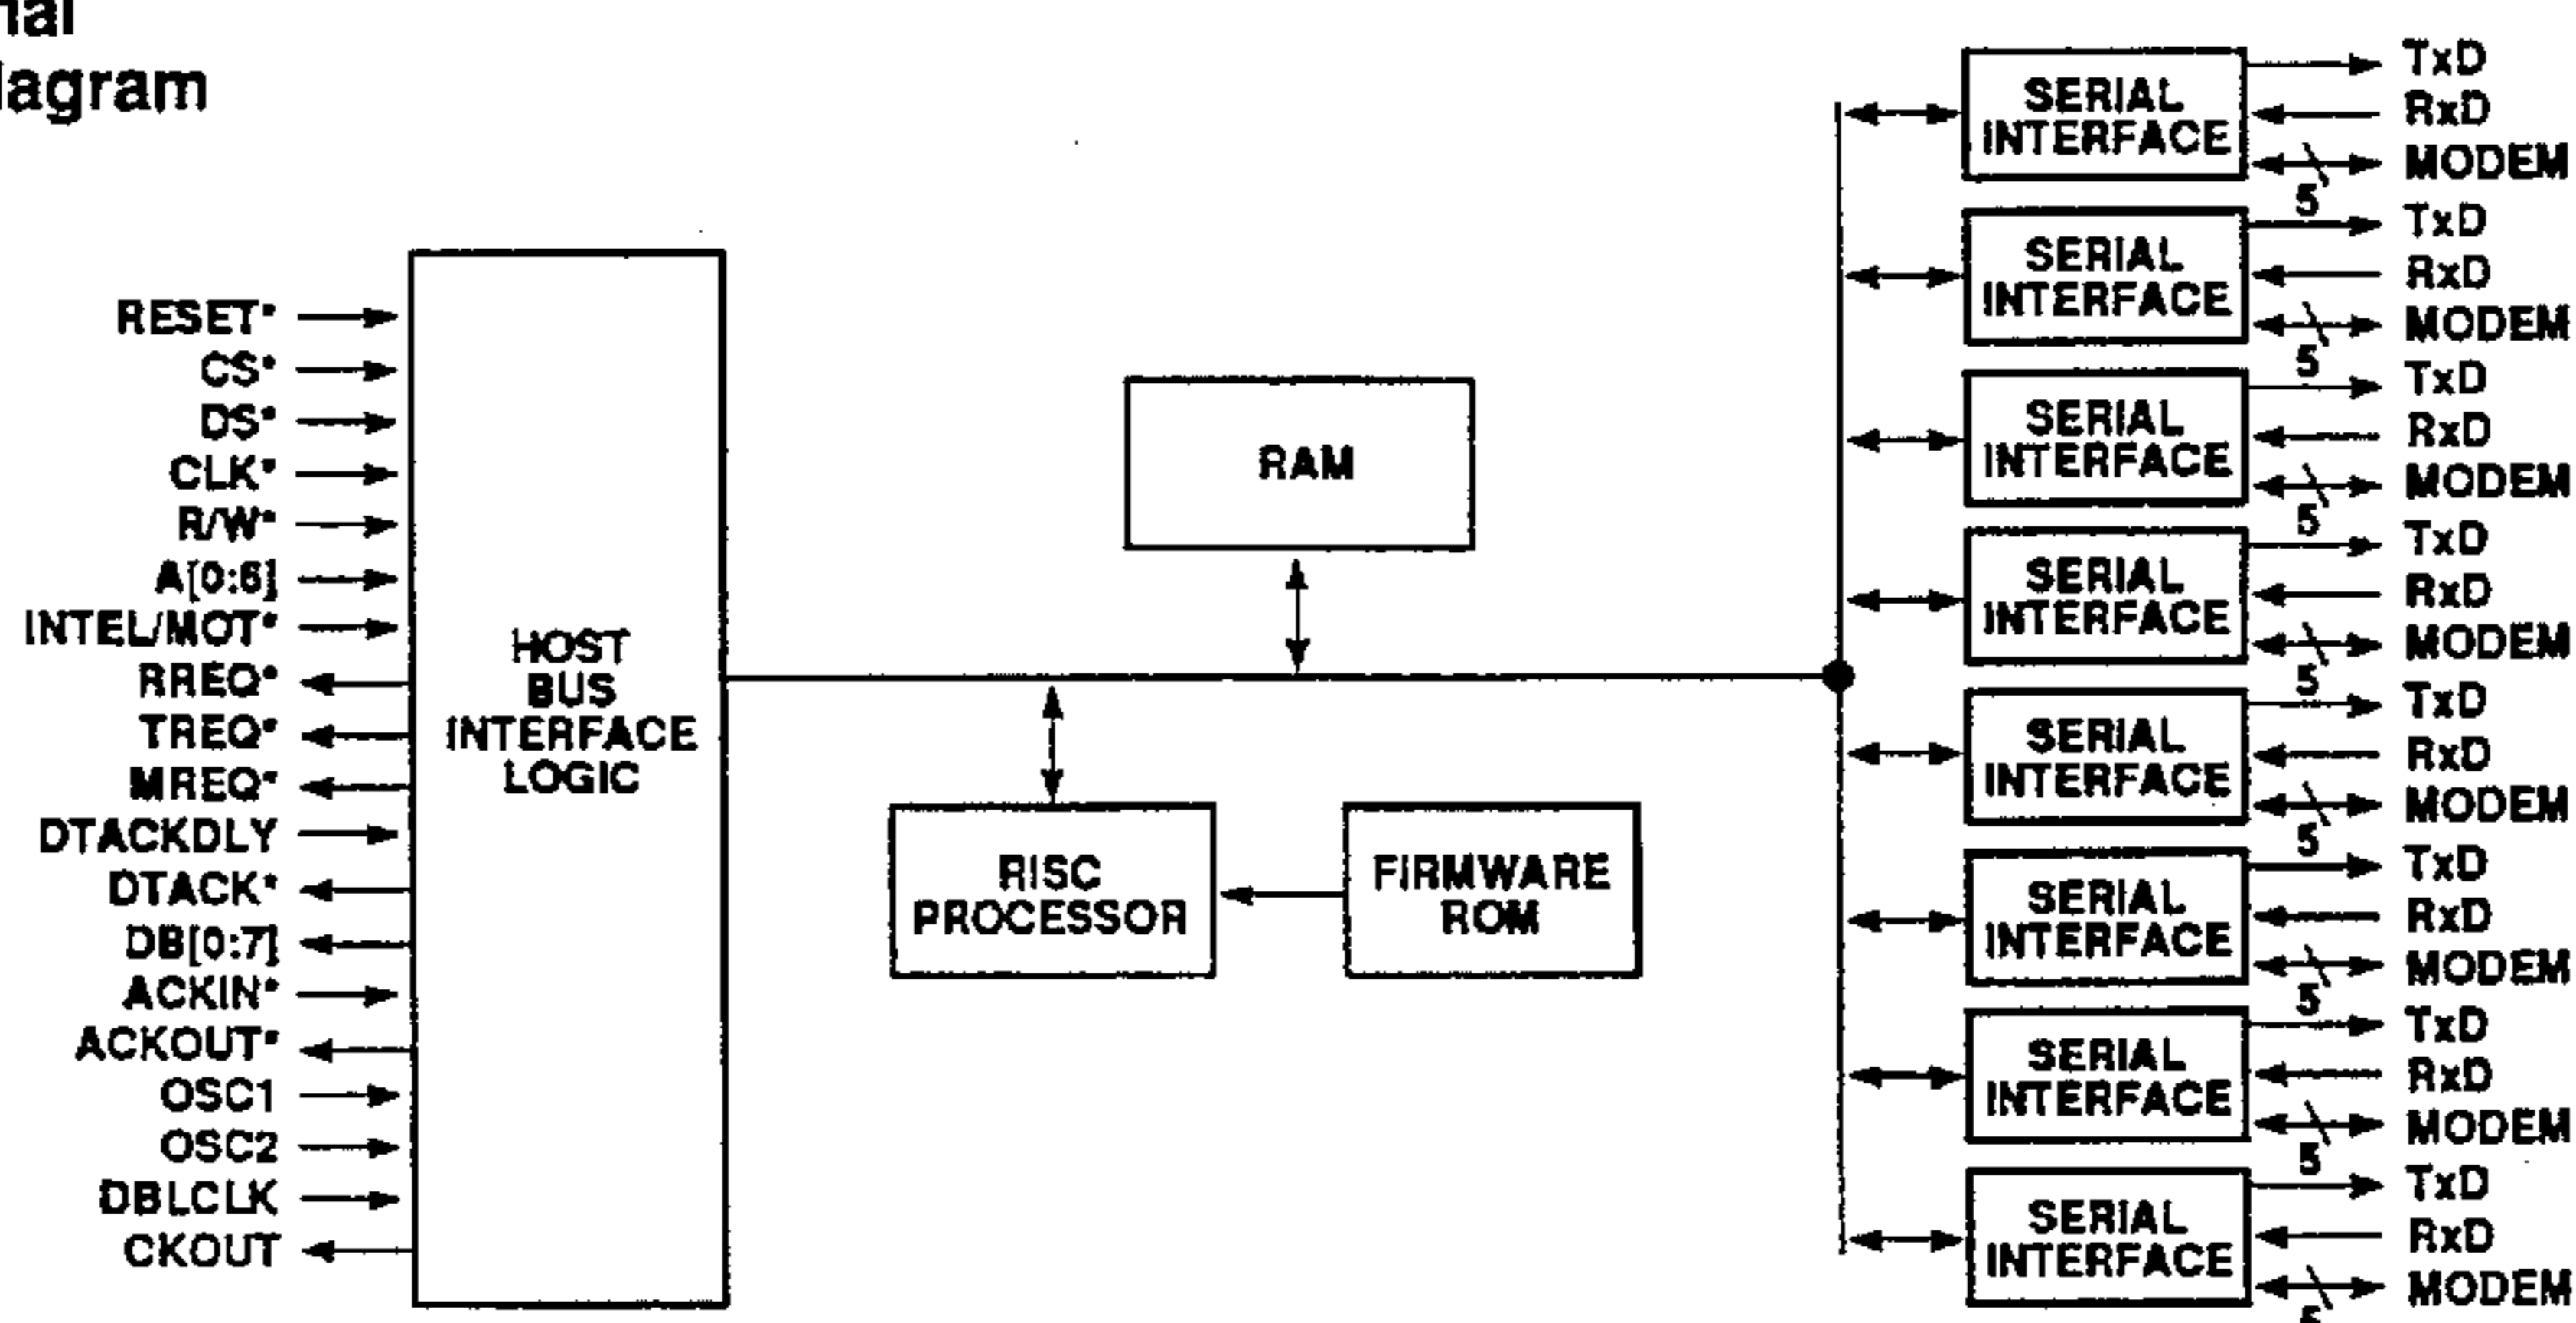 nal
iagram
RESET*
CS*
DS*
CLK*
R/W*
A[0:6]
INTEL/MOT*
RREQ*
TREQ*
MREQ*
DTACKDLY
DTACK*
DB[0:7]
ACKIN*
ACKOUT*
OSC1
OSC2
DBLCLK
CKOUT
HOST
BUS
INTERFACE
LOGIC
RAM
RISC
PROCESSOR
FIRMWARE
ROM
SERIAL
INTERFACE
TxD
RxD
MODEM
5
SERIAL
INTERFACE
TxD
RxD
MODEM
5
SERIAL
INTERFACE
TxD
RxD
MODEM
5
SERIAL
INTERFACE
TxD
RxD
MODEM
5
SERIAL
INTERFACE
TxD
RxD
MODEM
5
SERIAL
INTERFACE
TxD
RxD
MODEM
5
SERIAL
INTERFACE
TxD
RxD
MODEM
5
SERIAL
INTERFACE
TxD
RxD
MODEM
5